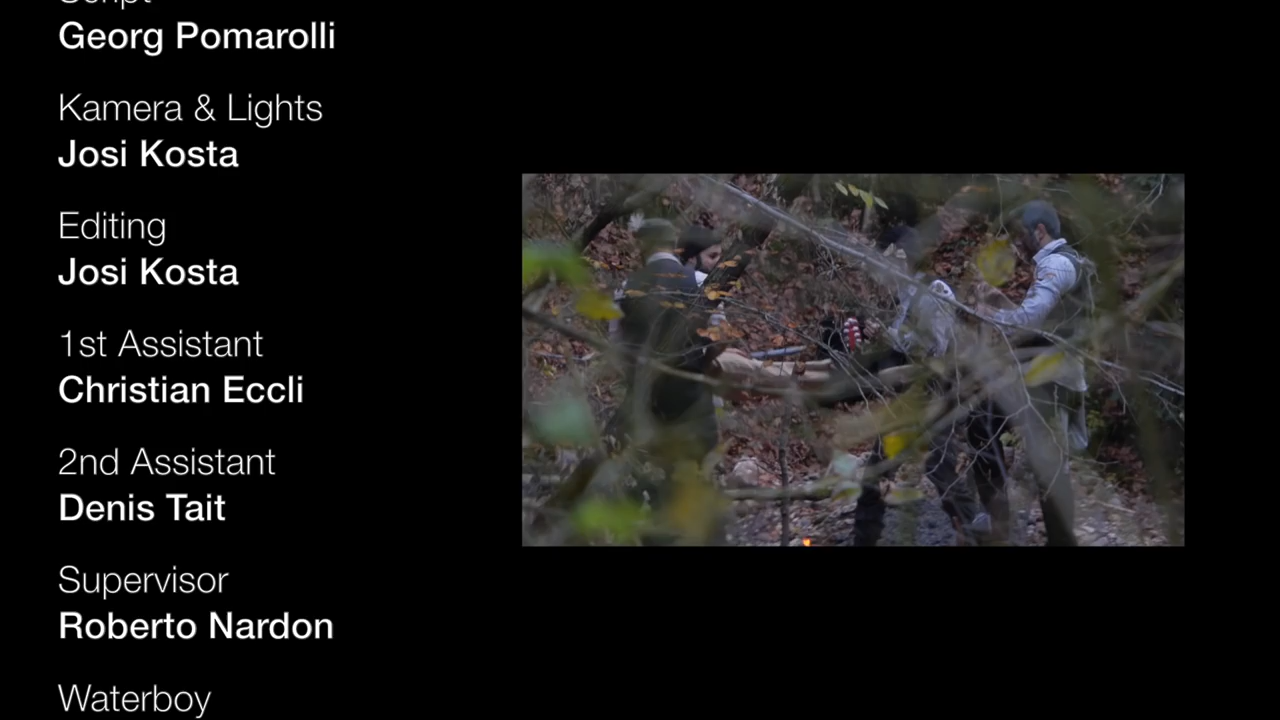 Script
Georg Pomarolli
Kamera & Lights
Josi Kosta
Editing
Josi Kosta
1st Assistant
Christian Eccli
2nd Assistant
Denis Tait
Supervisor
Roberto Nardon
Waterboy